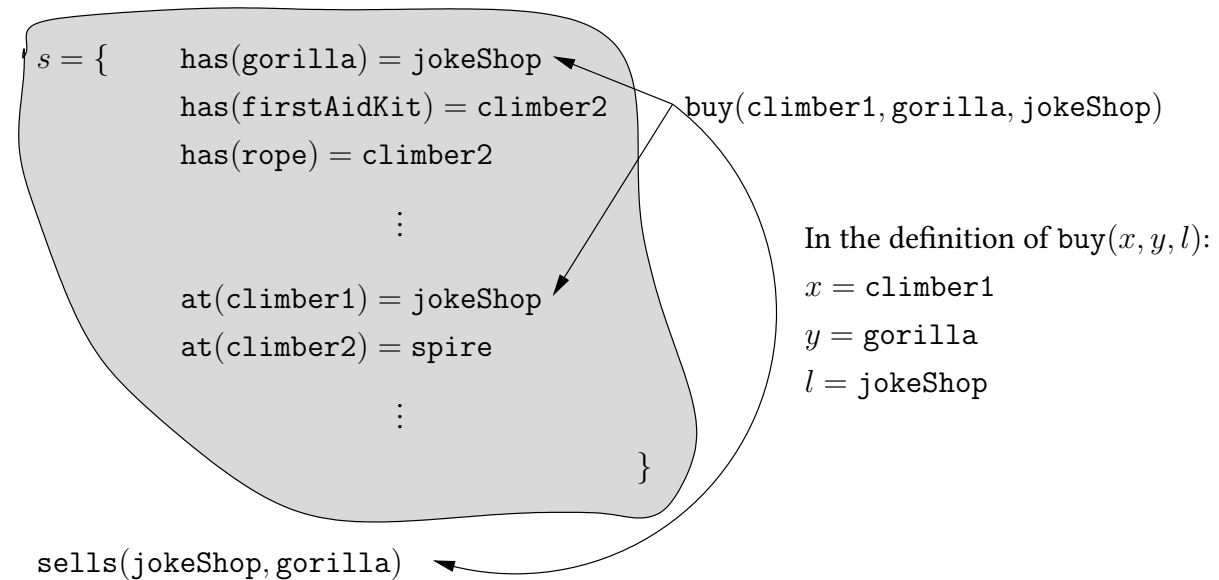 s = {  has(gorilla) = jokeShop
has(firstAidKit) = climber2
has(rope) = climber2
⋮
at(climber1) = jokeShop
at(climber2) = spire
⋮
}
buy(climber1, gorilla, jokeShop)
In the definition of buy(x, y, l):
x = climber1
y = gorilla
l = jokeShop
sells(jokeShop, gorilla)